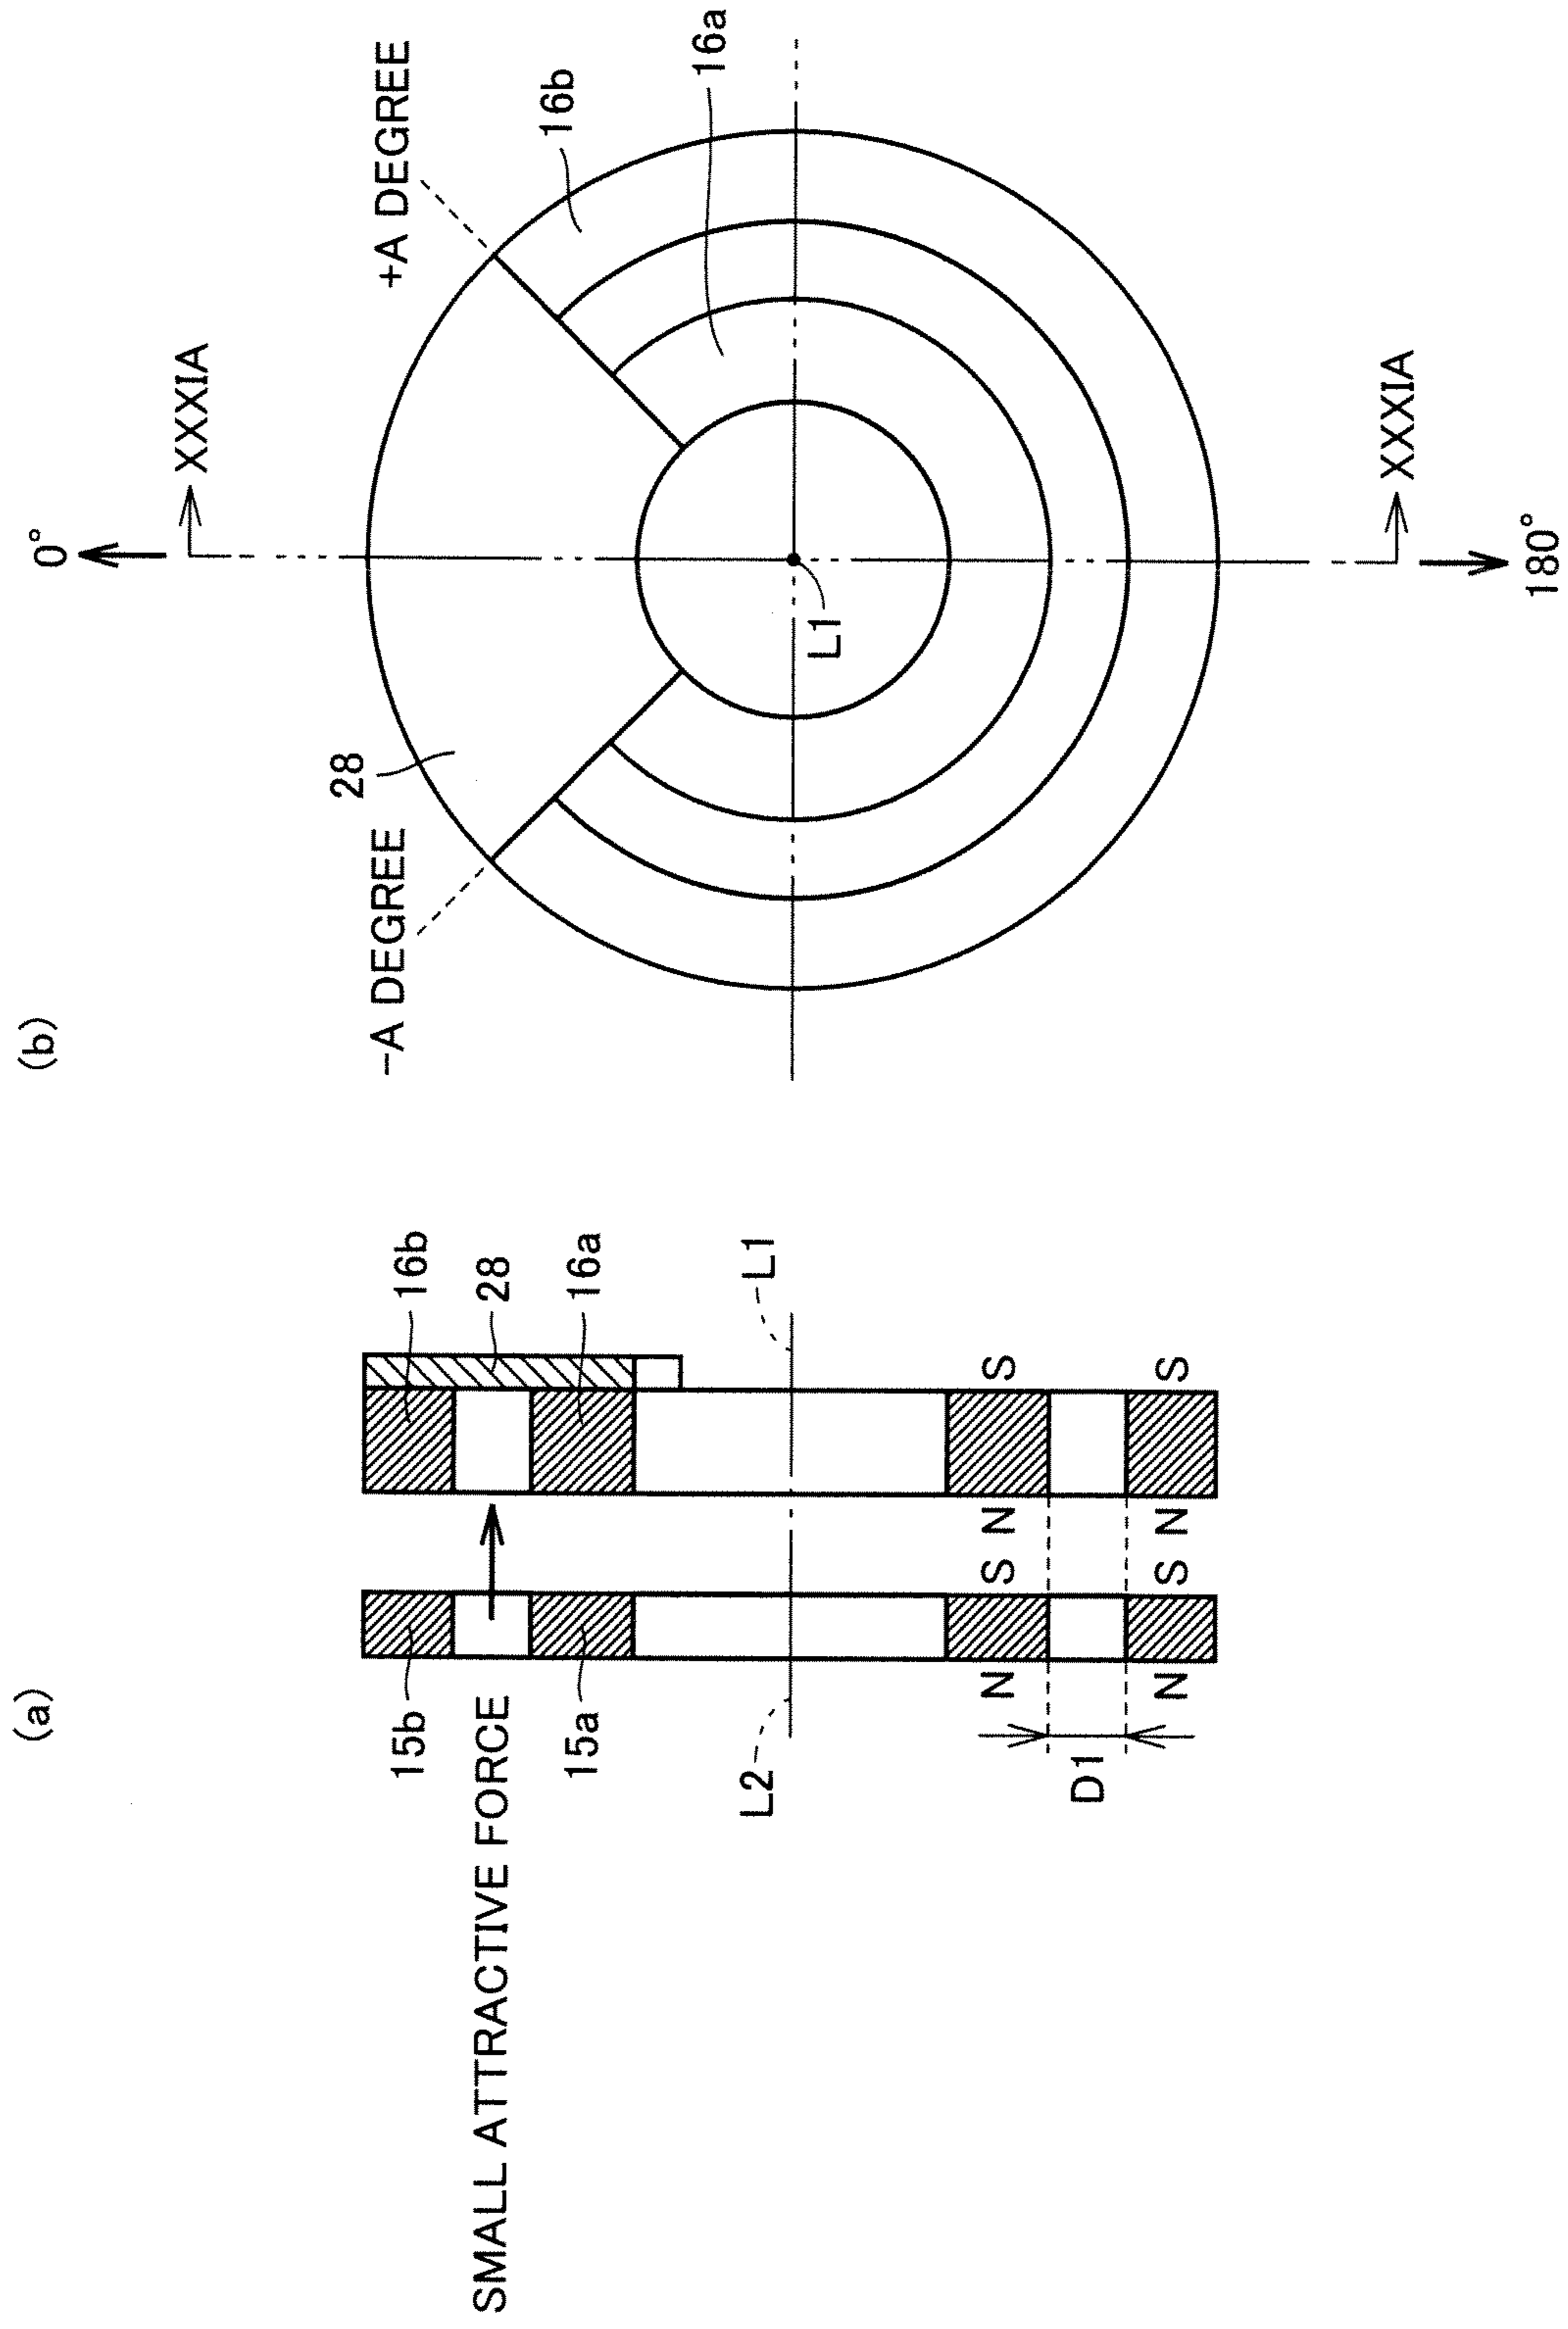 (a)
SMALL ATTRACTIVE FORCE
15b
16b
28
15a
16a
L2
L1
N
S
N
S
D1
N
S
N
S
(b)
0°
XXXIA
-A DEGREE
+A DEGREE
28
16b
16a
L1
XXXIA
180°